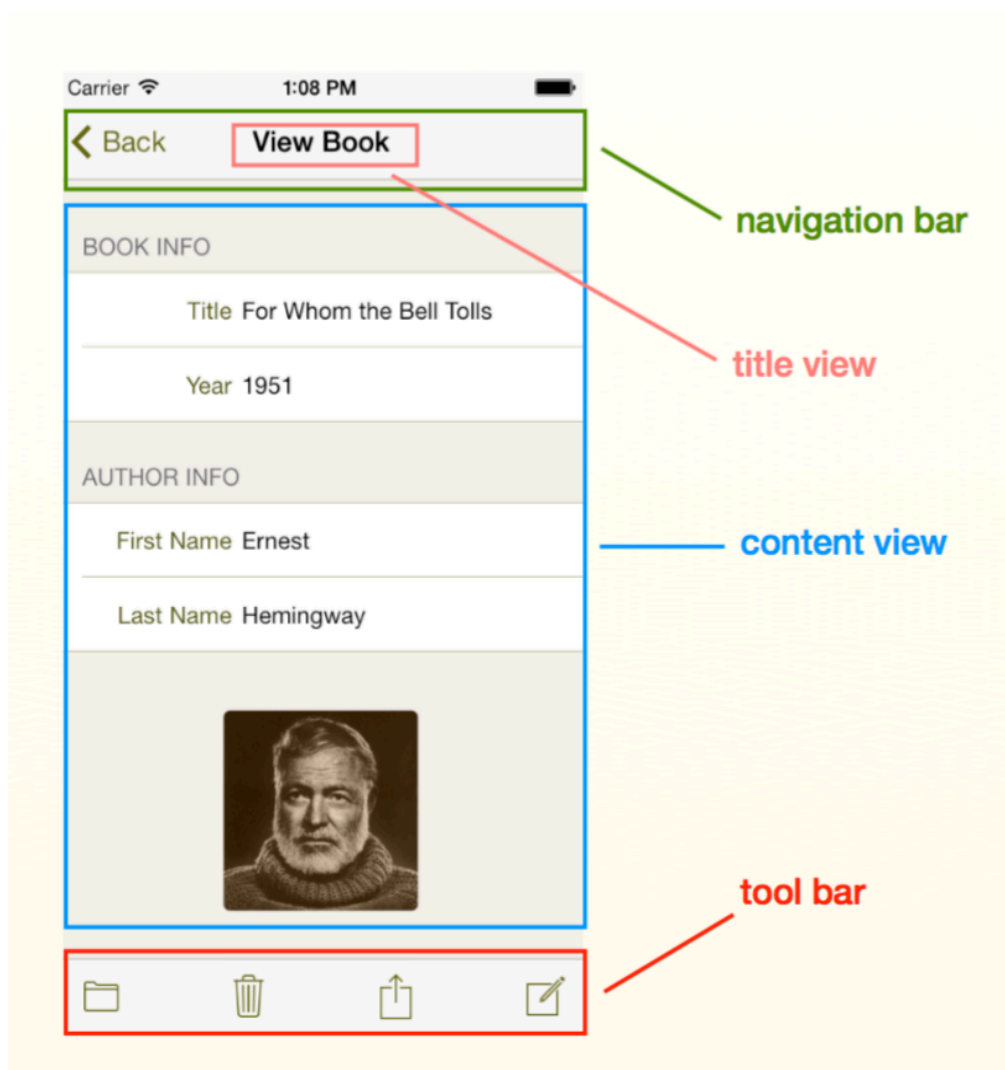 Carrier 1:08 PM
Back View Book
navigation bar
BOOK INFO
Title For Whom the Bell Tolls
title view
Year 1951
AUTHOR INFO
First Name Ernest
content view
Last Name Hemingway
tool bar